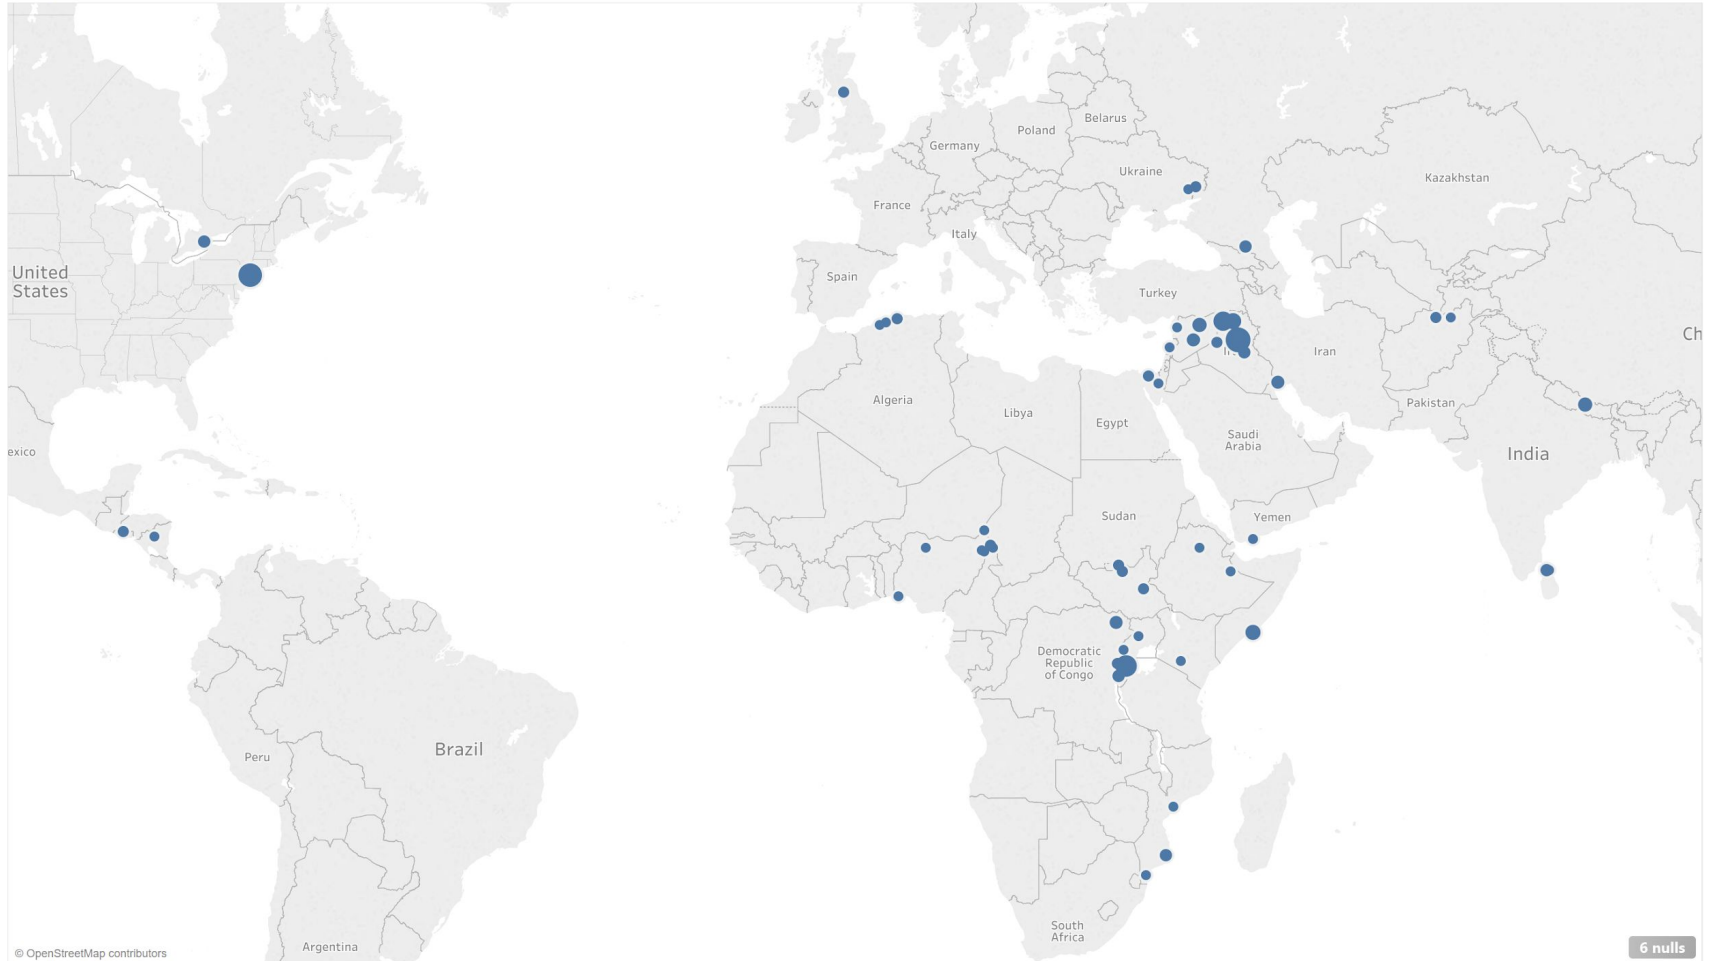 Belarus
Poland
Germany
Ukraine
Kazakhstan
France
Italy
United
States
Spain
Turkey
Iran
Ch
Algeria
Pakistan
Libya
Egypt
Saudi
Arabia
exico
India
Sudan
Yemen
Democratic
Republic
of Congo
Brazil
Peru
South
Africa
Argentina
© OpenStreetMap contributors
6 nulls